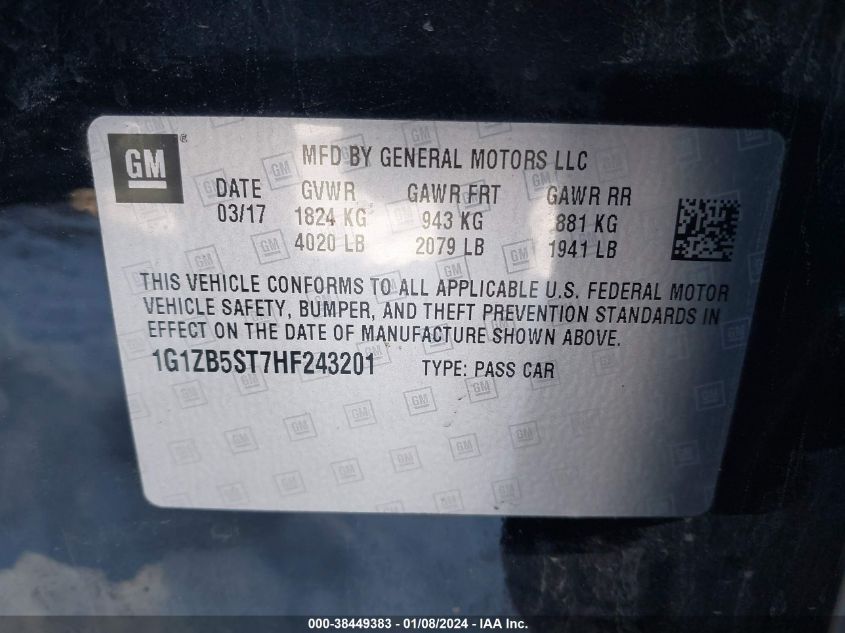 GM ®
MFD BY GENERAL MOTORS LLC
DATE GVWR GAWR FRT GAWR RR
03/17 1824 KG 943 KG 881 KG
4020 LB 2079 LB 1941 LB
THIS VEHICLE CONFORMS TO ALL APPLICABLE U.S. FEDERAL MOTOR
VEHICLE SAFETY, BUMPER, AND THEFT PREVENTION STANDARDS IN
EFFECT ON THE DATE OF MANUFACTURE SHOWN ABOVE.
1G1ZB5ST7HF243201 TYPE: PASS CAR
000-38449383 - 01/08/2024 - IAA Inc.